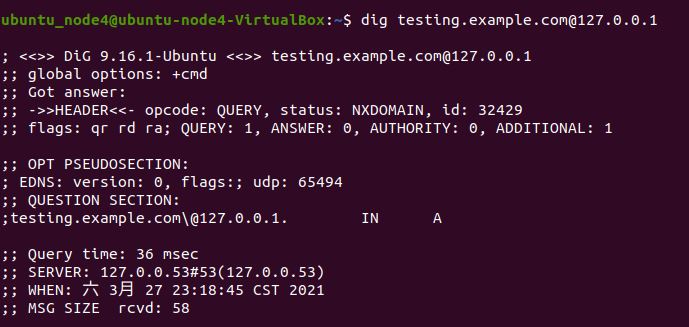 ubuntu_node4@ubuntu-node4-VirtualBox:~$ dig testing.example.com@127.0.0.1
; <<>> DiG 9.16.1-Ubuntu <<>> testing.example.com@127.0.0.1
;; global options: +cmd
;; Got answer:
;; ->>HEADER<<- opcode: QUERY, status: NXDOMAIN, id: 32429
;; flags: qr rd ra; QUERY: 1, ANSWER: 0, AUTHORITY: 0, ADDITIONAL: 1
;; OPT PSEUDOSECTION:
; EDNS: version: 0, flags:; udp: 65494
;; QUESTION SECTION:
;testing.example.com\@127.0.0.1. IN A
;; Query time: 36 msec
;; SERVER: 127.0.0.53#53(127.0.0.53)
;; WHEN: 六 3月 27 23:18:45 CST 2021
;; MSG SIZE rcvd: 58